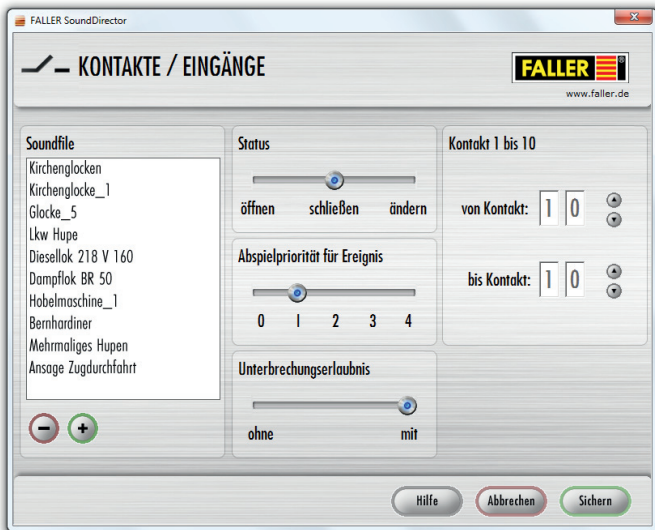 FALLER SoundDirector
KONTAKTE / EINGÄNGE
FALLER
®
www.faller.de
Soundfile
Kirchenglocken
Kirchenglocke_1
Glocke_5
Lkw Hupe
Diesellok 218 V 160
Dampflok BR 50
Hobelmaschine_1
Bernhardiner
Mehrmaliges Hupen
Ansage Zugdurchfahrt
Status
öffnen schließen ändern
Abspielpriorität für Ereignis
0 1 2 3 4
Unterbrechungserlaubnis
ohne mit
Kontakt 1 bis 10
von Kontakt: 1 0
bis Kontakt: 1 0
Hilfe Abbrechen Sichern